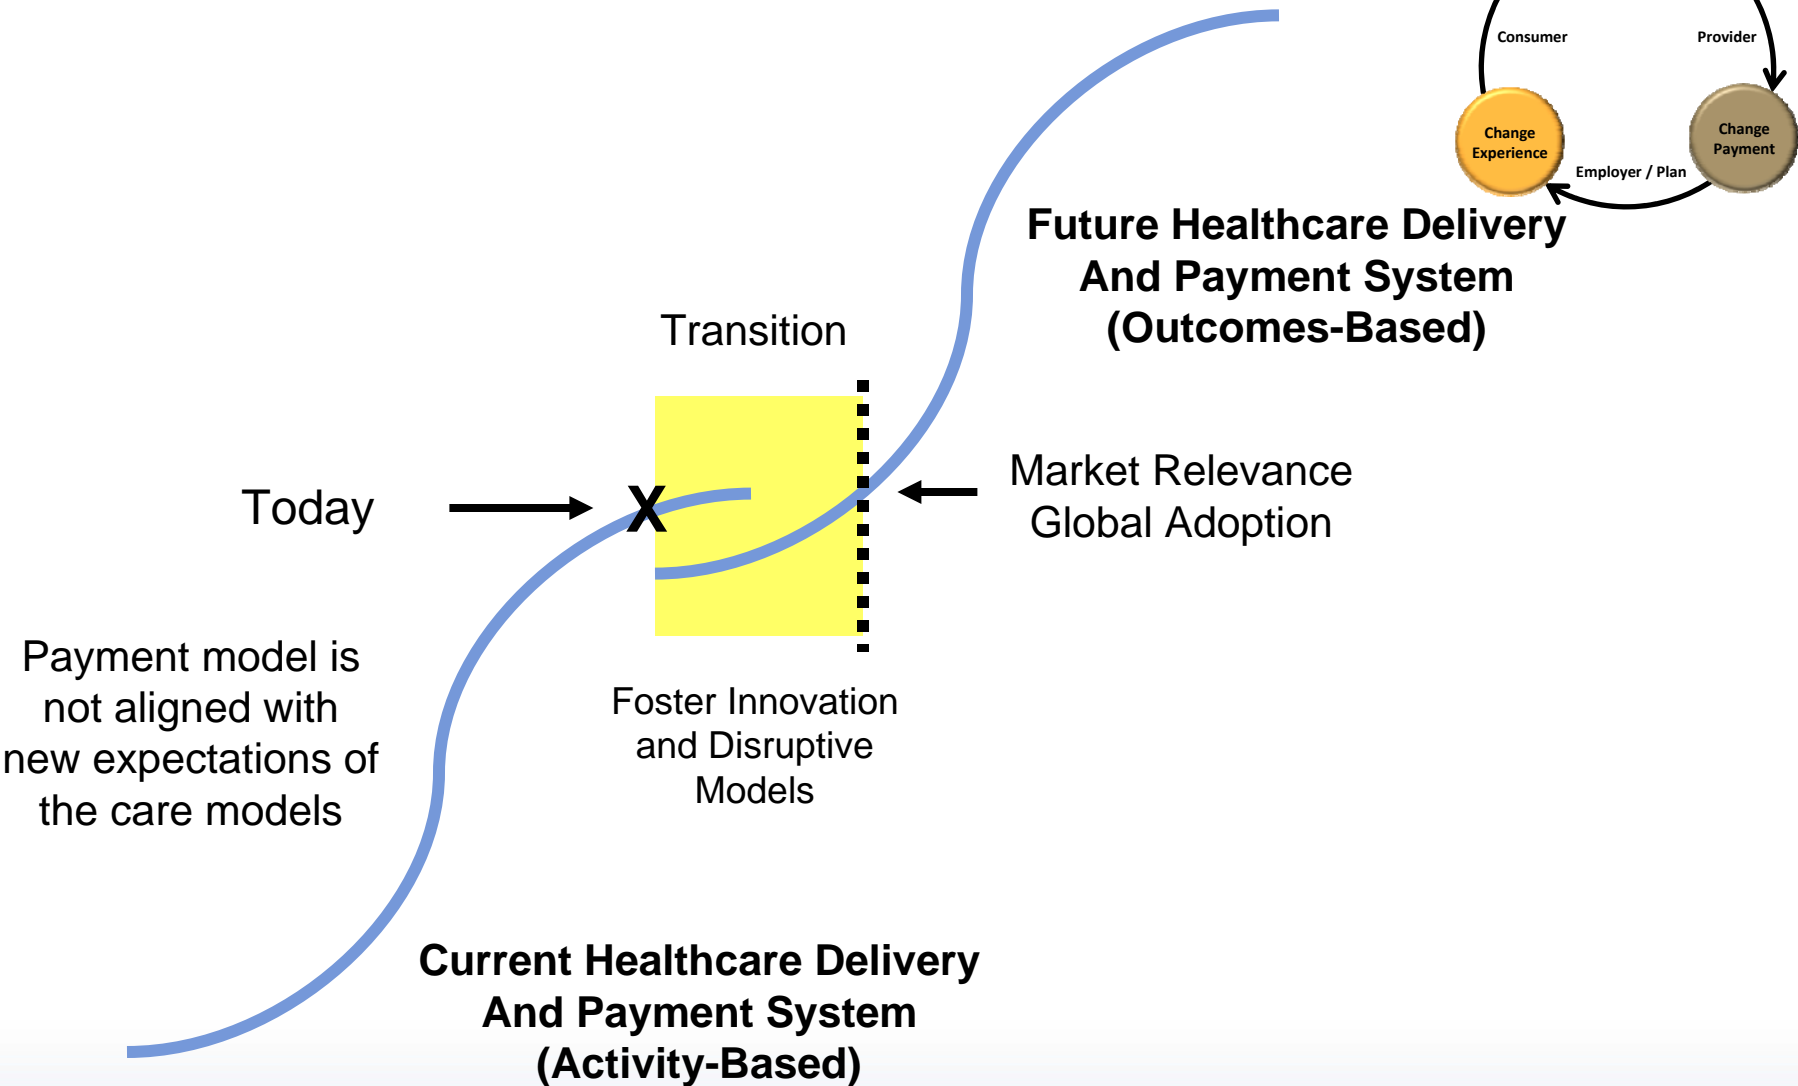 Consumer
Provider
Change
Experience
Change
Payment
Employer / Plan
Future Healthcare Delivery
And Payment System
(Outcomes-Based)
Transition
Today
X
Market Relevance
Global Adoption
Payment model is
not aligned with
new expectations of
the care models
Foster Innovation
and Disruptive
Models
Current Healthcare Delivery
And Payment System
(Activity-Based)